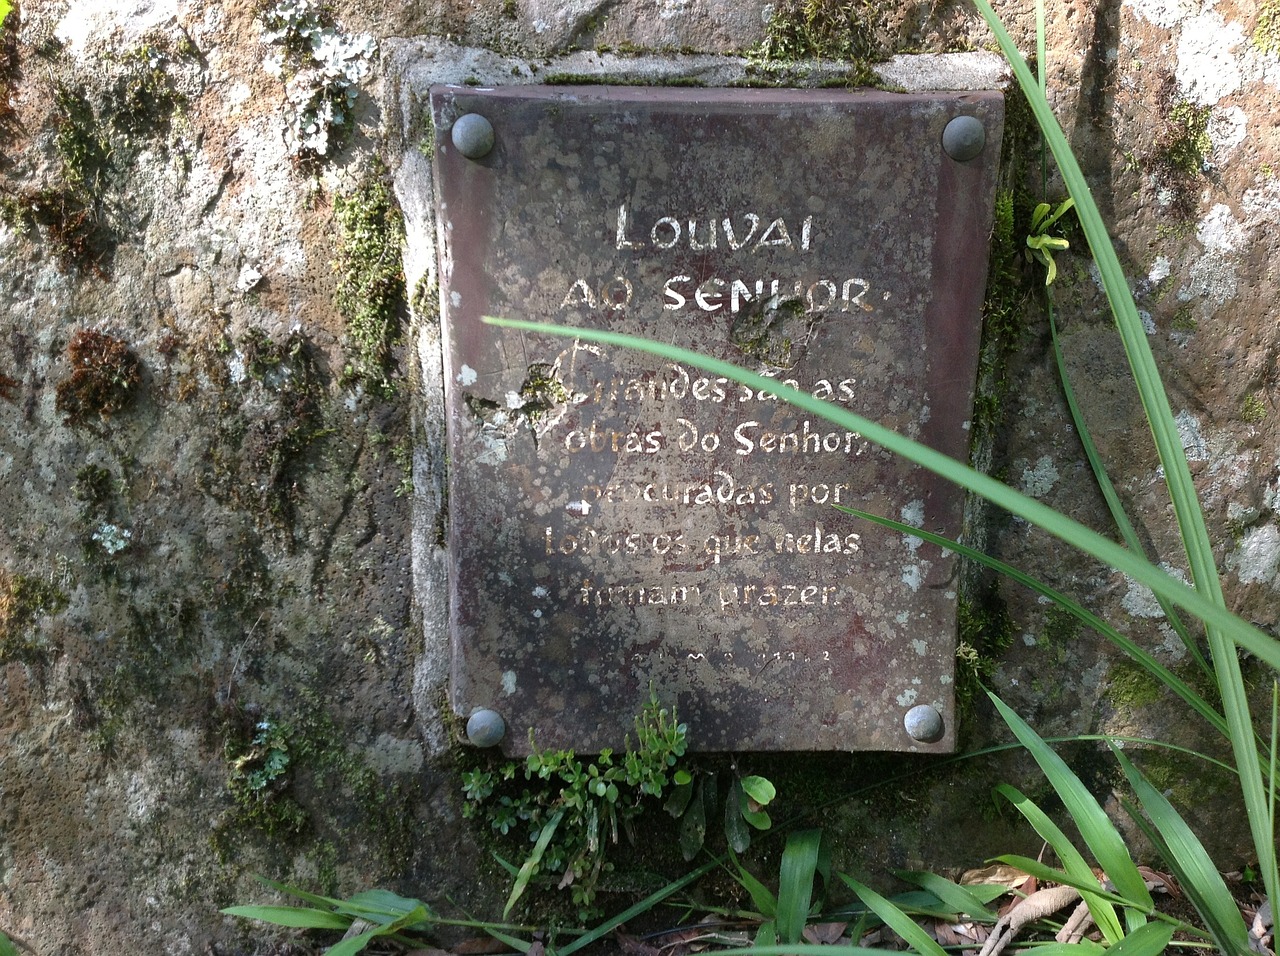 LOUVAI
AO SENHOR.
Grandes são as
obras do Senhor,
procuradas por
todos os que nelas
tomam prazer.